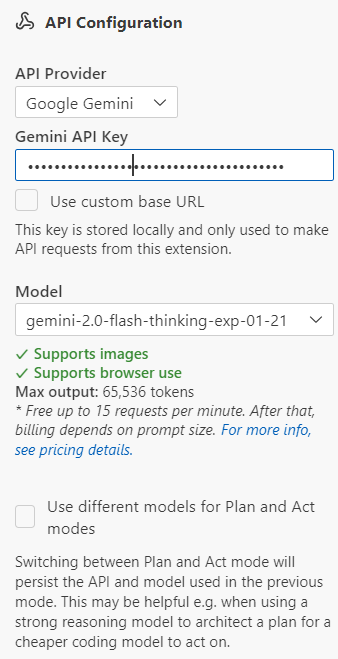 API Configuration
API Provider
Google Gemini
Gemini API Key
•••••••••••••••••••••••••••••••••••••••
Use custom base URL
This key is stored locally and only used to make
API requests from this extension.
Model
gemini-2.0-flash-thinking-exp-01-21
✓ Supports images
✓ Supports browser use
Max output: 65,536 tokens
* Free up to 15 requests per minute. After that,
billing depends on prompt size. For more info,
see pricing details.
Use different models for Plan and Act
modes
Switching between Plan and Act mode will
persist the API and model used in the previous
mode. This may be helpful e.g. when using a
strong reasoning model to architect a plan for a
cheaper coding model to act on.